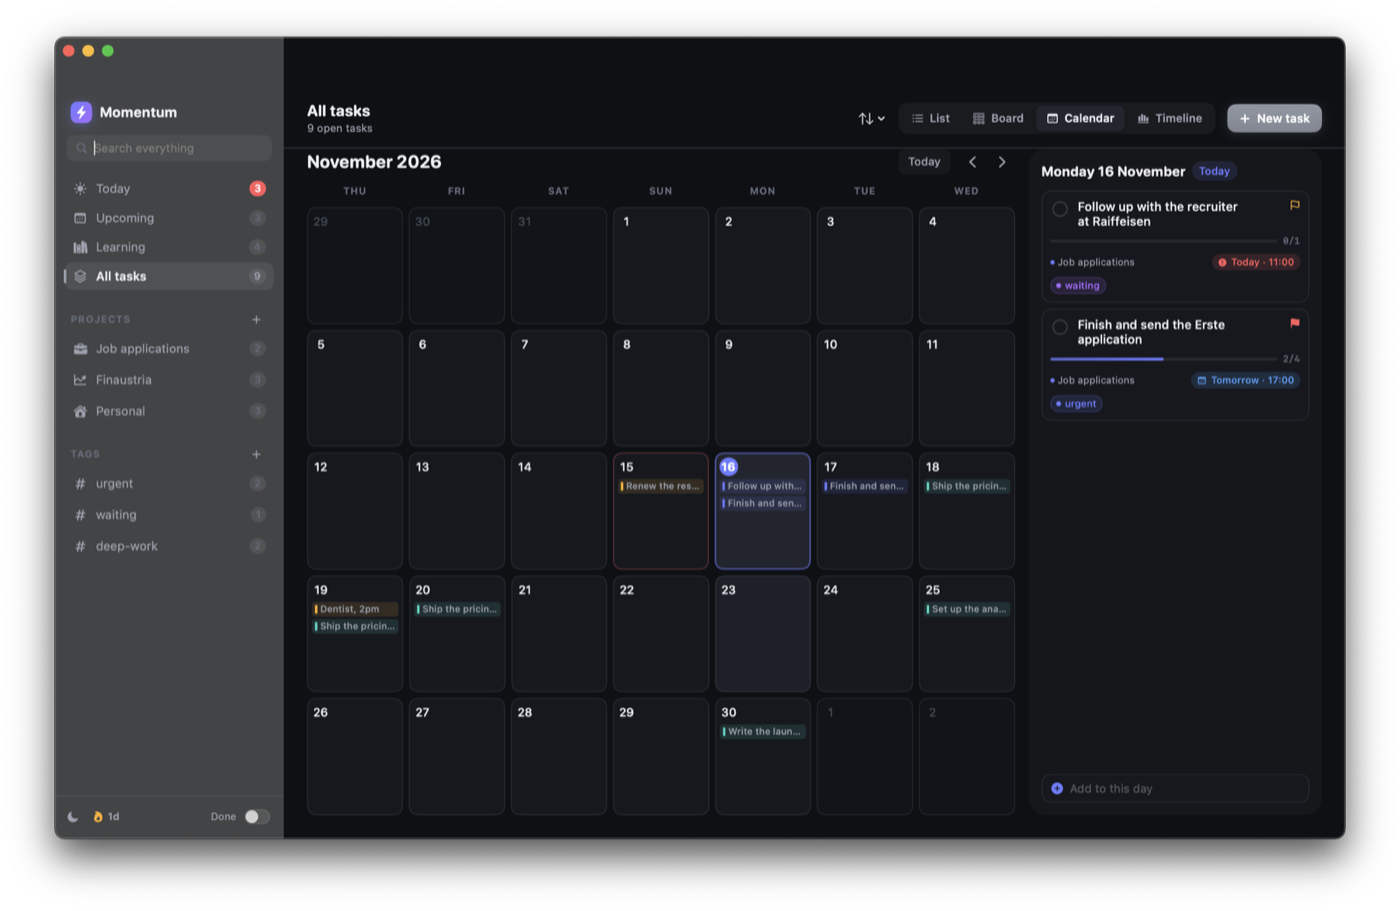 Momentum
Search everything
Today 3
Upcoming 3
Learning 4
All tasks 9
PROJECTS +
Job applications 2
Finaustria 3
Personal 3
TAGS +
# urgent 2
# waiting 1
# deep-work 2
1d Done
All tasks
9 open tasks
List Board Calendar Timeline + New task
November 2026 Today
THU FRI SAT SUN MON TUE WED
29 30 31 1 2 3 4
5 6 7 8 9 10 11
12 13 14 15 16 17 18
Renew the res... Follow up with... Finish and sen... Ship the pricin...
Finish and sen...
19 20 21 22 23 24 25
Dentist, 2pm Ship the pricin... Set up the ana...
Ship the pricin...
26 27 28 29 30 1 2
Write the laun...
Monday 16 November Today
Follow up with the recruiter
at Raiffeisen
0/1
Job applications Today · 11:00
waiting
Finish and send the Erste
application
2/4
Job applications Tomorrow · 17:00
urgent
Add to this day